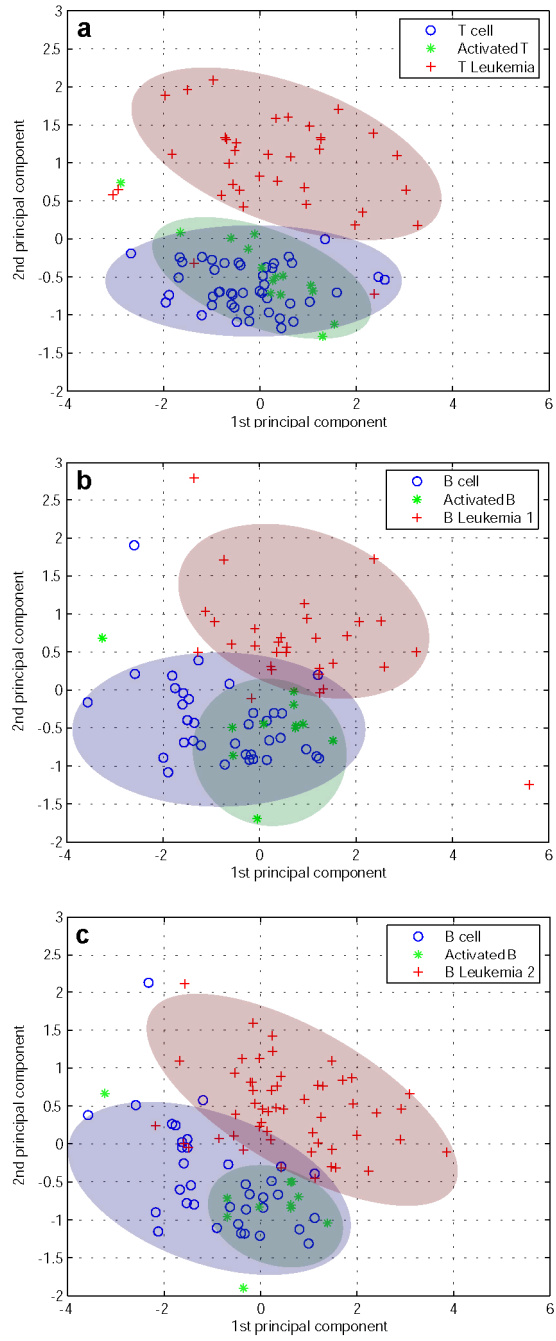 a
T cell
Activated T
T Leukemia
2nd principal component
3
2.5
2
1.5
1
0.5
0
-0.5
-1
-1.5
-2
-4
-2
0
2
4
6
1st principal component
b
B cell
Activated B
B Leukemia 1
2nd principal component
3
2.5
2
1.5
1
0.5
0
-0.5
-1
-1.5
-2
-4
-2
0
2
4
6
1st principal component
c
B cell
Activated B
B Leukemia 2
2nd principal component
3
2.5
2
1.5
1
0.5
0
-0.5
-1
-1.5
-2
-4
-2
0
2
4
6
1st principal component